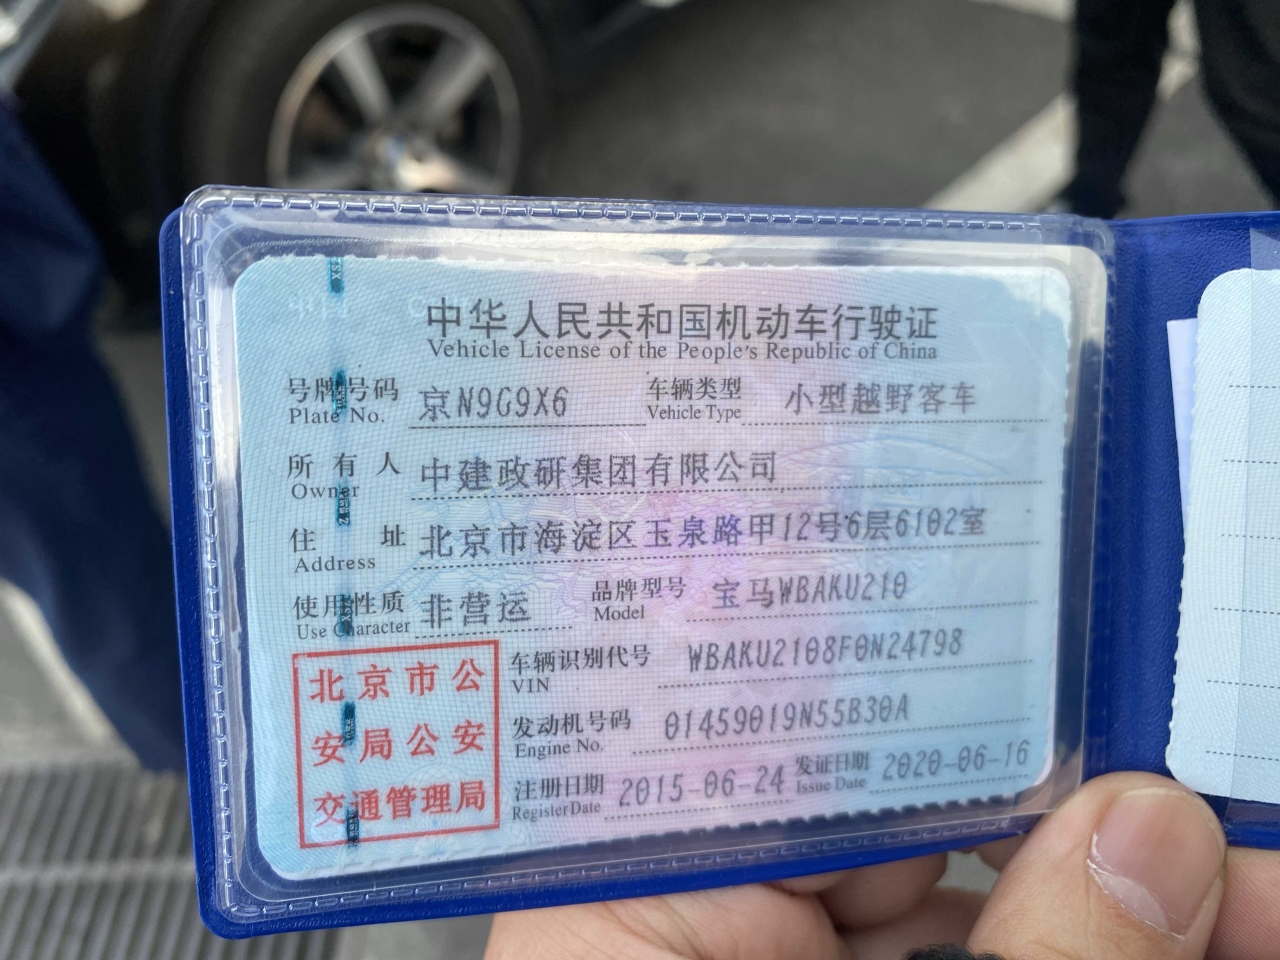 中华人民共和国机动车行驶证
Vehicle License of the People's Republic of China
号牌号码 京N9G9X6 车辆类型 小型越野客车
Plate No. Vehicle Type
所有人 中建政研集团有限公司
Owner
住址 北京市海淀区玉泉路甲12号6层6102室
Address
使用性质 非营运 品牌型号 宝马WBAKU210
Use Character Model
北京市公安局公安交通管理局
车辆识别代号 WBAKU2108F0N24798
VIN
发动机号码 01459019N55B30A
Engine No.
注册日期 2015-06-24 发证日期 2020-06-16
Register Date Issue Date